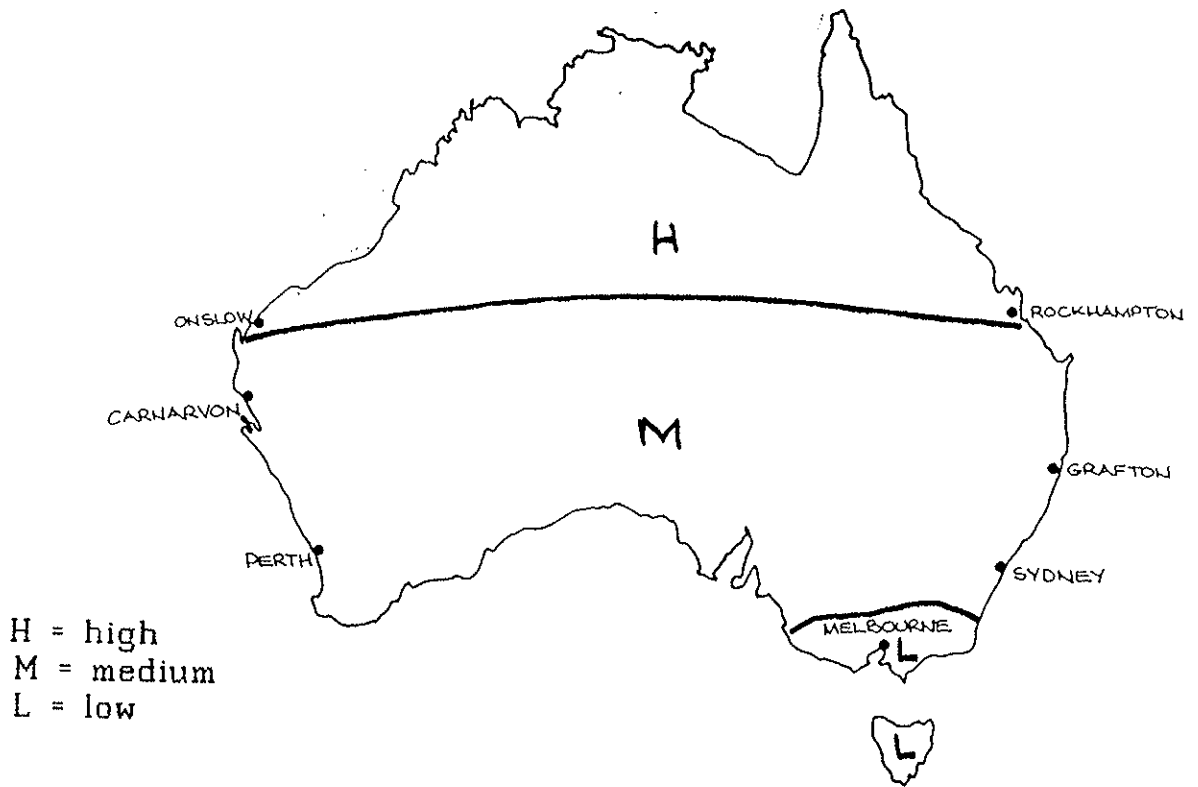 H
ONSLOW
ROCKHAMPTON
CARNARVON
M
GRAFTON
PERTH
SYDNEY
MELBOURNE
L
H = high
M = medium
L = low
L